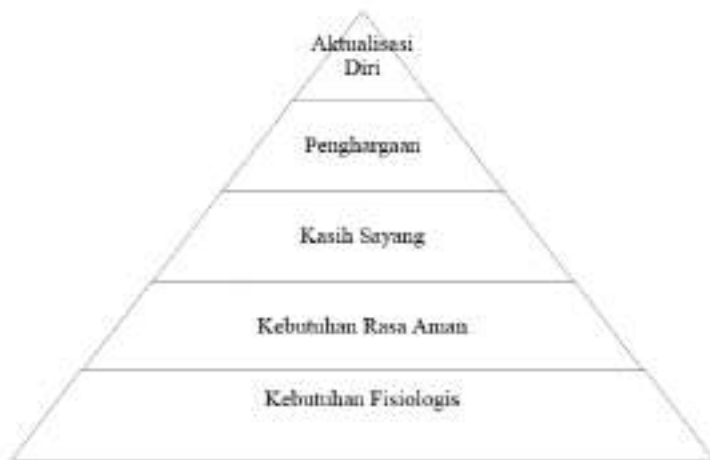 Aktualisasi
Diri
Penghargaan
Kasih Sayang
Kebutuhan Rasa Aman
Kebutuhan Fisiologis